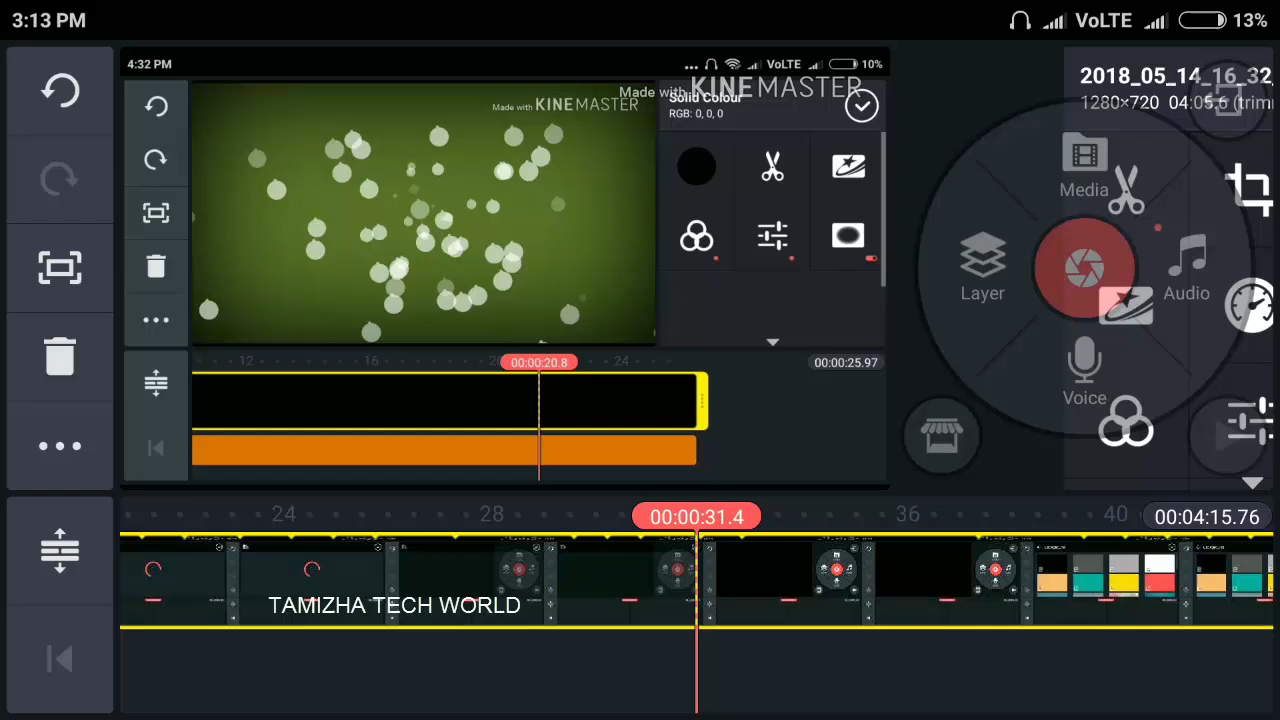 3:13 PM
VoLTE
13%
4:32 PM
VoLTE
10%
2018_05_14_16_32
1280×720 04:05.6 (trim
Made with KINEMASTER
Made with KINEMASTER
Solid Colour
RGB: 0, 0, 0
Media
Layer
Audio
Voice
12
16
20
00:00:20.8
24
00:00:25.97
24
28
00:00:31.4
36
40
00:04:15.76
TAMIZHA TECH WORLD